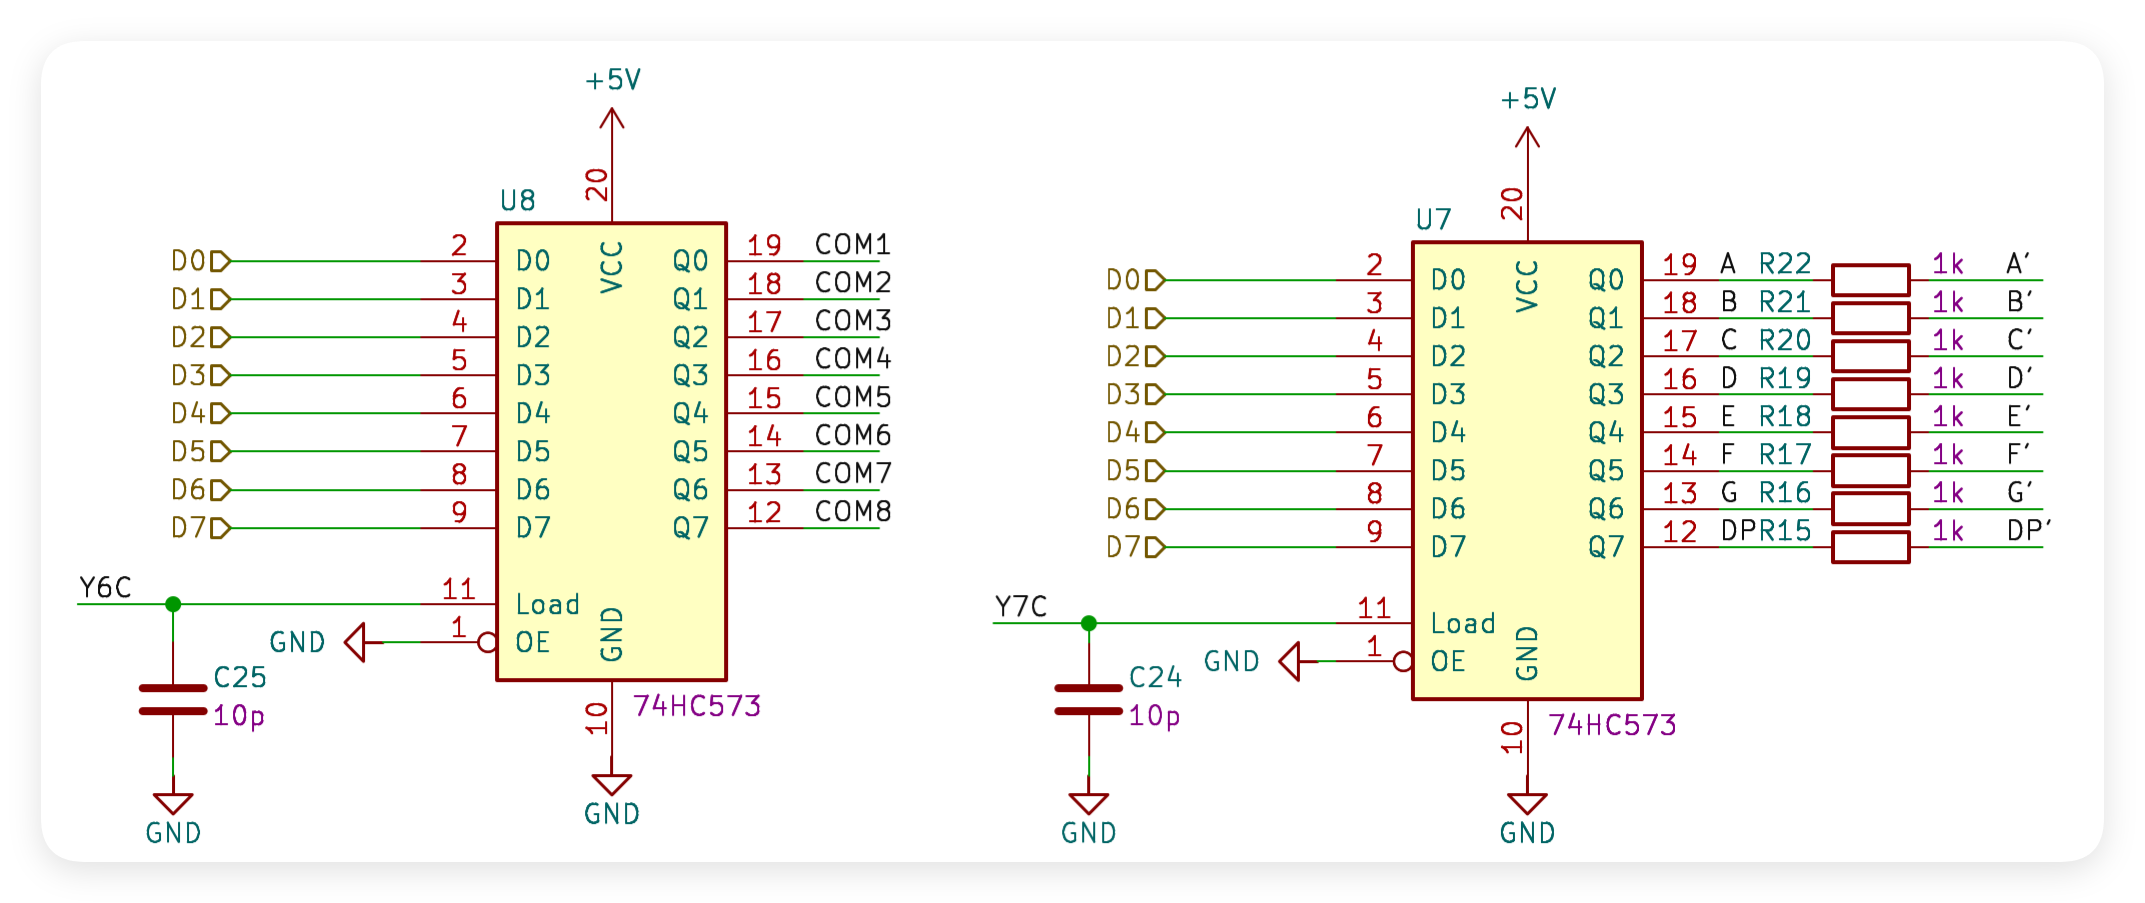 +5V
20
U8
VCC
D0 2 D0 Q0 19 COM1
D1 3 D1 Q1 18 COM2
D2 4 D2 Q2 17 COM3
D3 5 D3 Q3 16 COM4
D4 6 D4 Q4 15 COM5
D5 7 D5 Q5 14 COM6
D6 8 D6 Q6 13 COM7
D7 9 D7 Q7 12 COM8
Y6C 11 Load
GND 1 OE GND
C25
10p
GND
10
74HC573
GND
+5V
20
U7
VCC
D0 2 D0 Q0 19 A R22 1k A'
D1 3 D1 Q1 18 B R21 1k B'
D2 4 D2 Q2 17 C R20 1k C'
D3 5 D3 Q3 16 D R19 1k D'
D4 6 D4 Q4 15 E R18 1k E'
D5 7 D5 Q5 14 F R17 1k F'
D6 8 D6 Q6 13 G R16 1k G'
D7 9 D7 Q7 12 DP R15 1k DP'
Y7C 11 Load
GND 1 OE GND
C24
10p
GND
10
74HC573
GND